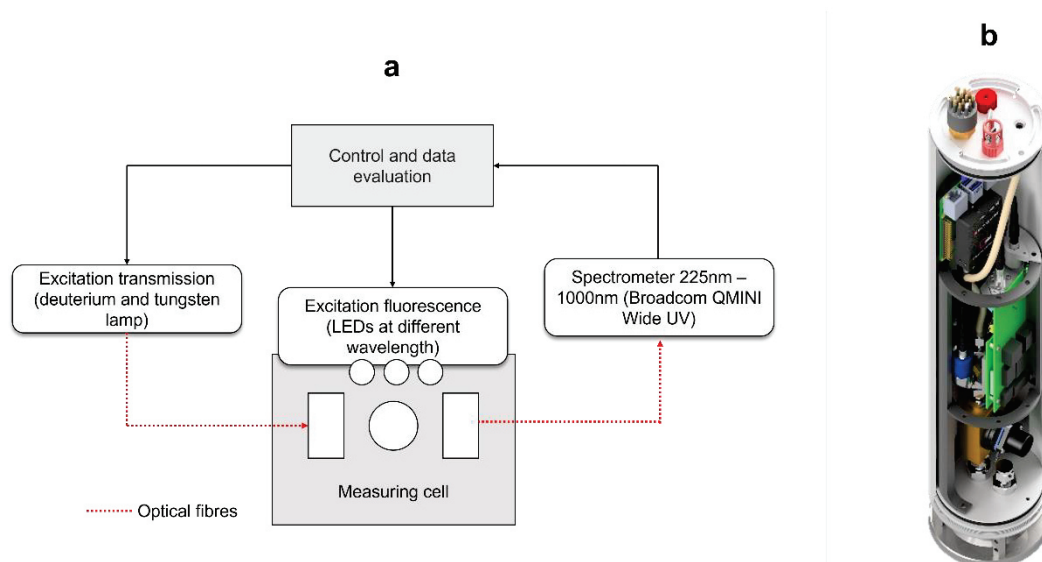 a
b
Control and data
evaluation
Excitation transmission
(deuterium and tungsten
lamp)
Excitation fluorescence
(LEDs at different
wavelength)
Spectrometer 225nm –
1000nm (Broadcom QMINI
Wide UV)
Measuring cell
Optical fibres